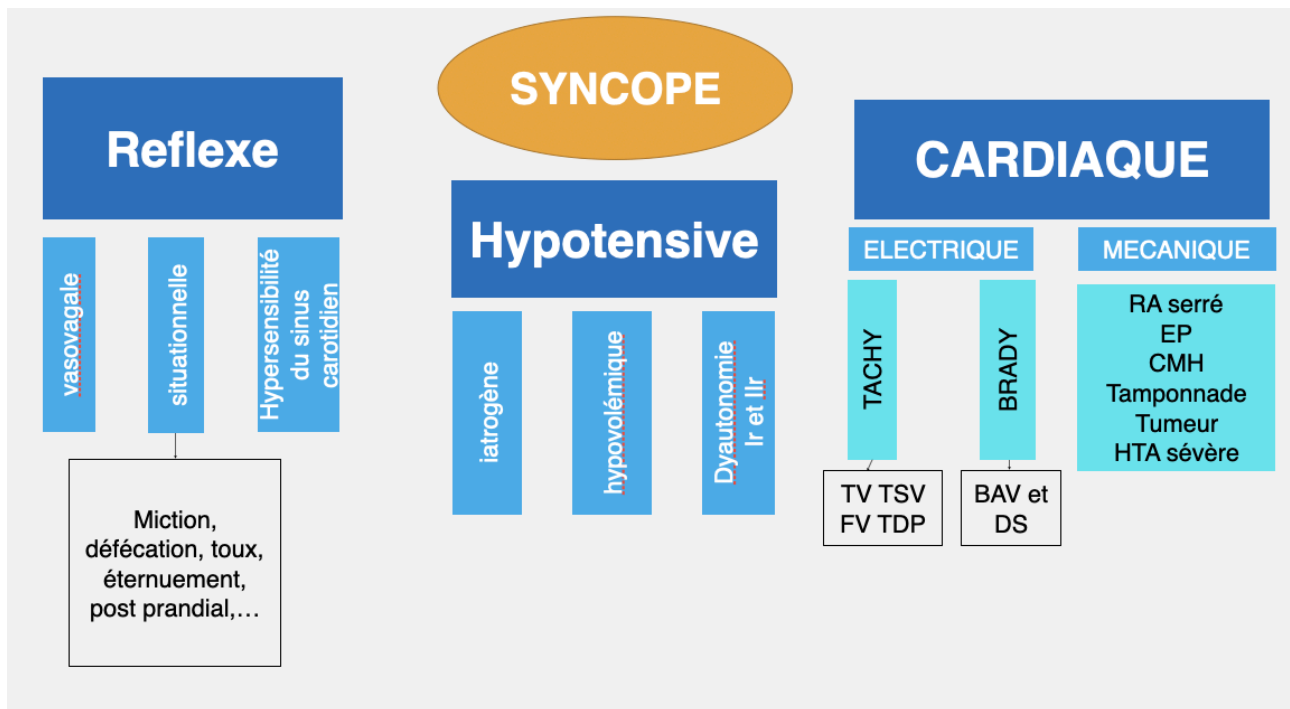 SYNCOPE
Reflexe
vasovagale
situationnelle
Hypersensibilité
du sinus
carotidien
Miction,
défécation, toux,
éternuement,
post prandial,...
Hypotensive
iatrogène
hypovolémique
Dyautonomie
Ir et IIr
CARDIAQUE
ELECTRIQUE
TACHY
TV TSV
FV TDP
BRADY
BAV et
DS
MECANIQUE
RA serré
EP
CMH
Tamponnade
Tumeur
HTA sévère